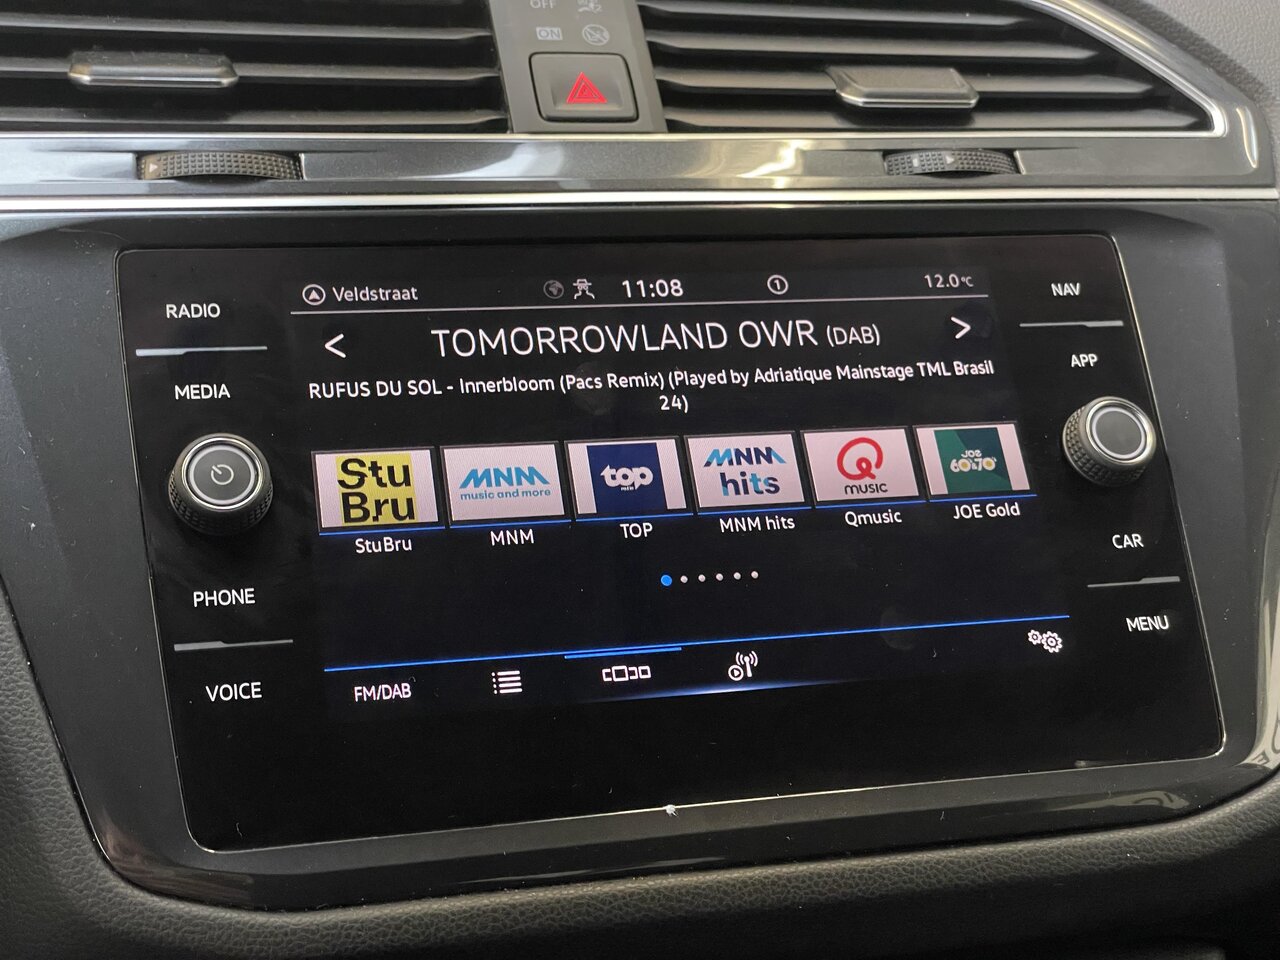 OFF
ON
RADIO
MEDIA
PHONE
VOICE
Veldstraat
11:08
1
12.0°C
< TOMORROWLAND OWR (DAB) >
RUFUS DU SOL - Innerbloom (Pacs Remix) (Played by Adriatique Mainstage TML Brasil
24)
Stu
Bru
MNM
music and more
top
MNM
hits
Q
MUSIC
JOE
60&70
StuBru
MNM
TOP
MNM hits
Qmusic
JOE Gold
FM/DAB
NAV
APP
CAR
MENU